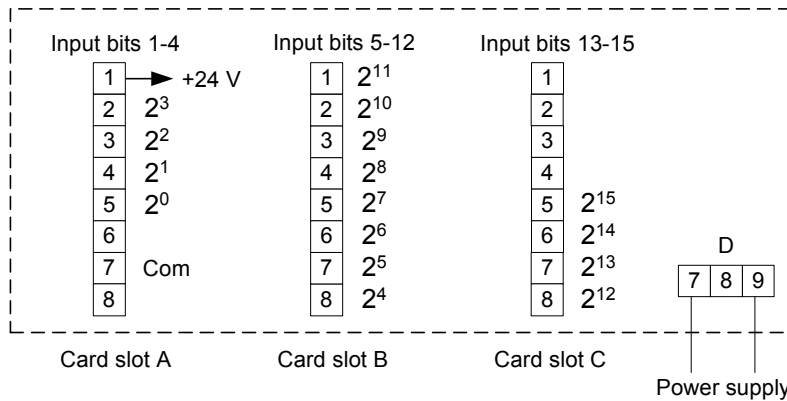 Input bits 1-4 Input bits 5-12 Input bits 13-15
1 +24 V 1 2¹¹ 1
2 2³ 2 2¹⁰ 2
3 2² 3 2⁹ 3
4 2¹ 4 2⁸ 4
5 2⁰ 5 2⁷ 5 2¹⁵
6 6 2⁶ 6 2¹⁴
7 Com 7 2⁵ 7 2¹³
8 8 2⁴ 8 2¹²
D
7 8 9
Card slot A Card slot B Card slot C
Power supply